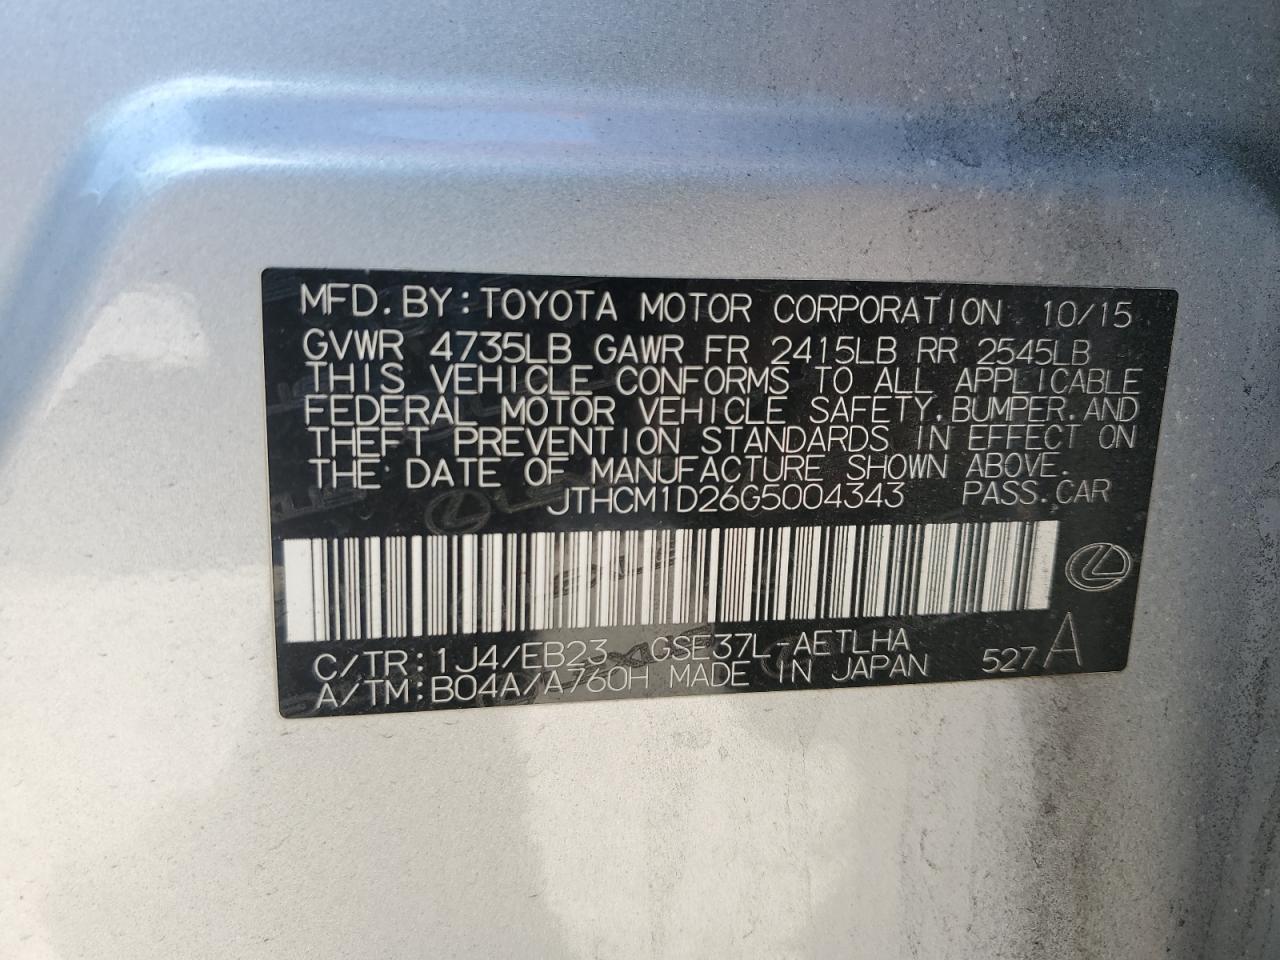 MFD. BY: TOYOTA MOTOR CORPORATION 10/15
GVWR 4735LB GAWR FR 2415LB RR 2545LB
THIS VEHICLE CONFORMS TO ALL APPLICABLE
FEDERAL MOTOR VEHICLE SAFETY, BUMPER, AND
THEFT PREVENTION STANDARDS IN EFFECT ON
THE DATE OF MANUFACTURE SHOWN ABOVE.
JTHCM1D26G5004343 PASS. CAR
C/TR: 1J4/EB23 GSE37L-AETLHA
A/TM: B04A/A760H MADE IN JAPAN 527 A